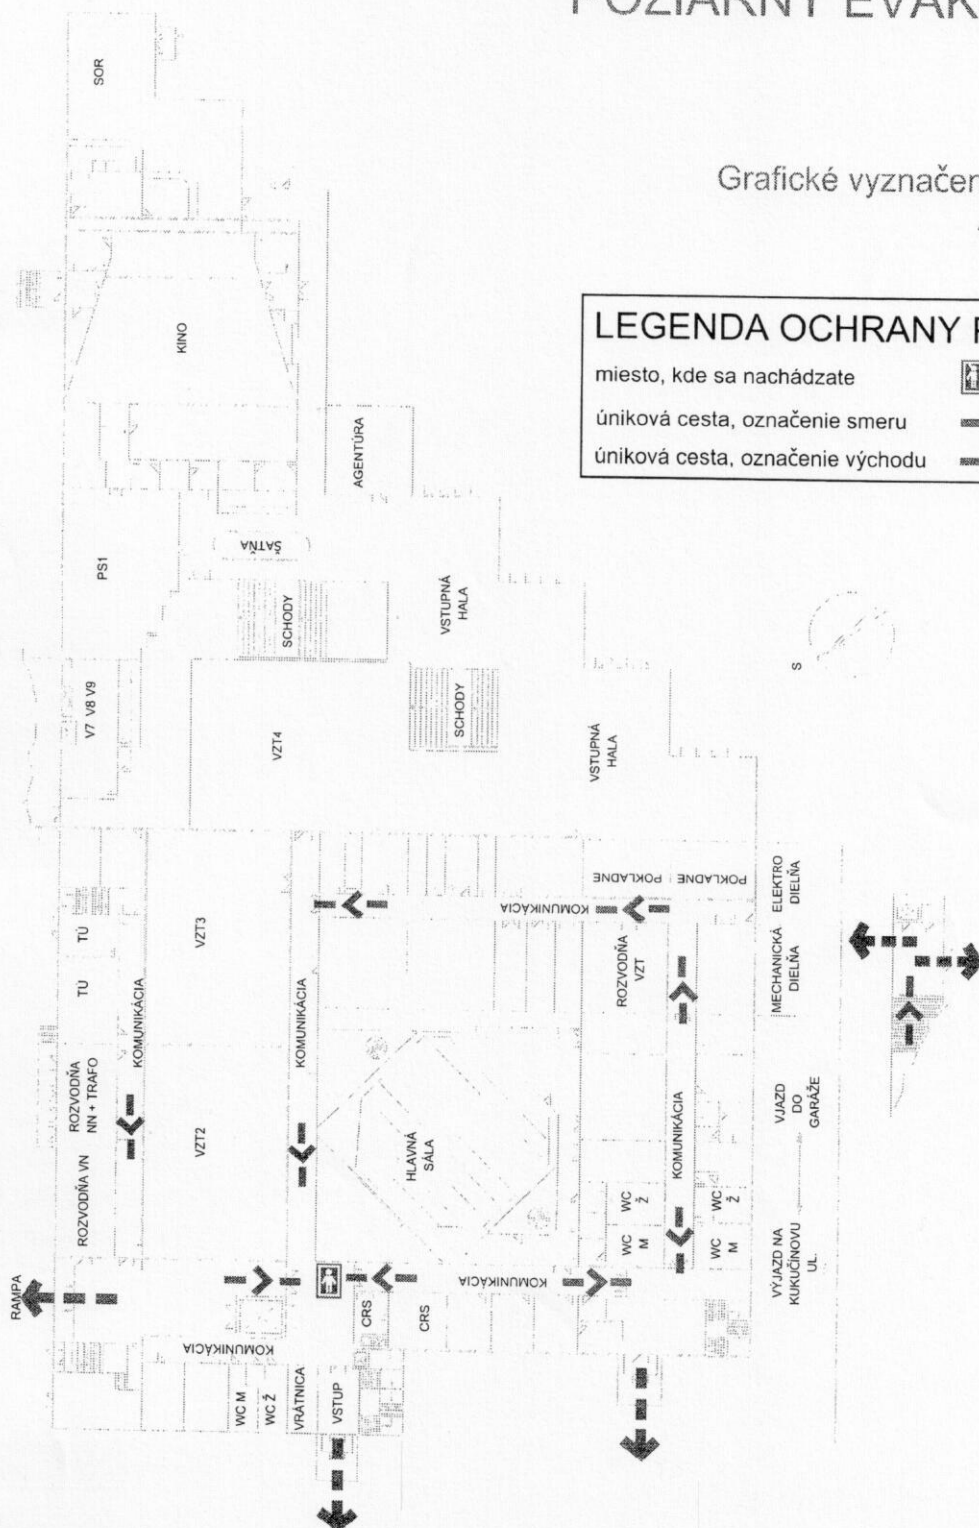 POŽIARNY EVAK
Grafické vyznačen
LEGENDA OCHRANY
miesto, kde sa nachádzate
úniková cesta, označenie smeru
úniková cesta, označenie východu
SOR
KINO
AGENTÚRA
PS1
ŠATŇA
SCHODY
VSTUPNÁ
HALA
V7 V8 V9
VZT4
SCHODY
VSTUPNÁ
HALA
S
TÚ
TÚ
KOMUNIKÁCIA
VZT3
KOMUNIKÁCIA
KOMUNIKÁCIA
POKLADNE
POKLADNE
ROZVODŇA
VZT
ELEKTRO
DIELŇA
MECHANICKÁ
DIELŇA
ROZVODŇA
NN + TRAFO
ROZVODŇA VN
VZT2
HLAVNÁ
SÁLA
KOMUNIKÁCIA
VJAZD
DO
GARÁŽE
WC
Ž
WC
M
WC
Ž
WC
M
VÝJAZD NA
KUKUČÍNOVU
UL.
RAMPA
KOMUNIKÁCIA
CRS
CRS
KOMUNIKÁCIA
WC M
WC Ž
VRÁTNICA
VSTUP